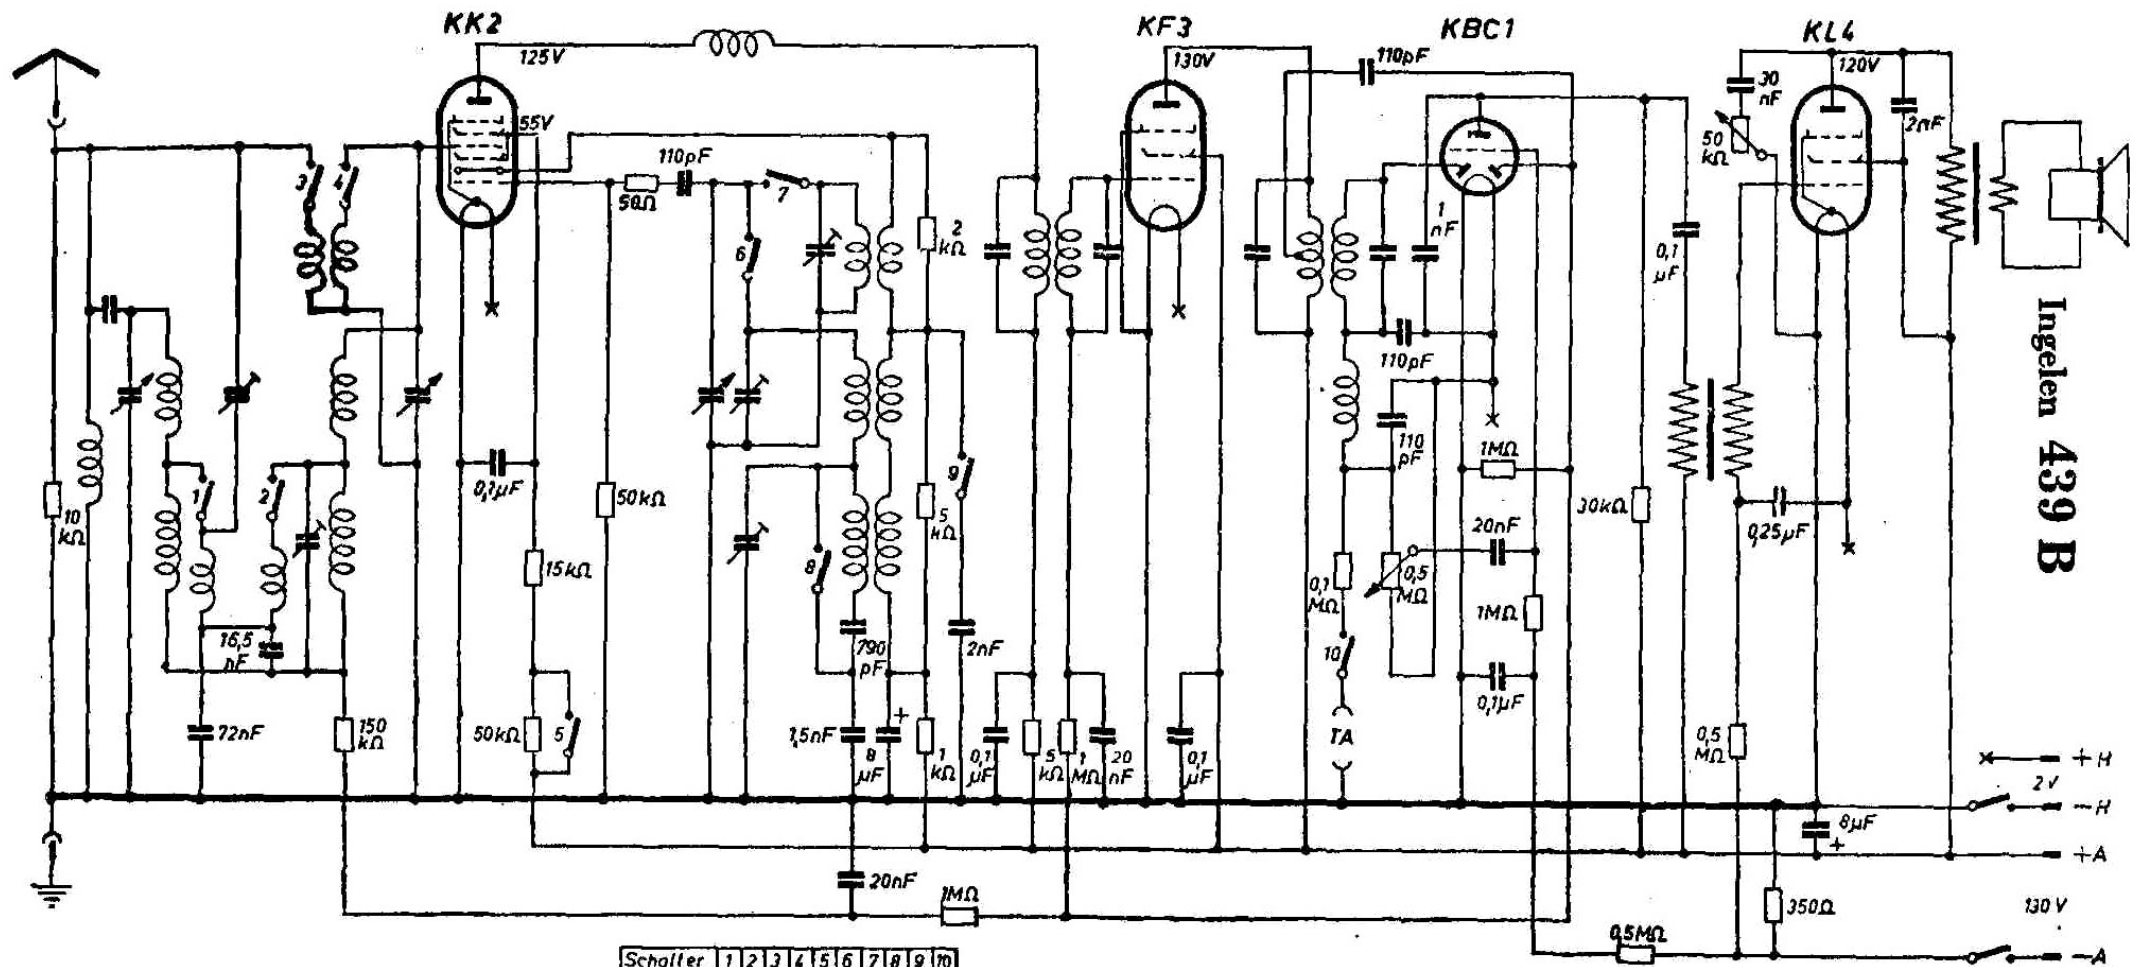 KK2
KF3
KBC1
KL4
125V
130V
110pF
120V
30
nF
55V
50
kΩ
2nF
3
4
110pF
50Ω
7
2
kΩ
6
1
nF
0,1
µF
110pF
Ingelen 439 B
1
2
10
kΩ
0,1µF
50kΩ
9
5
kΩ
110
pF
1MΩ
30kΩ
20nF
0,25µF
15kΩ
8
0,1
MΩ
0,5
MΩ
1MΩ
16,5
nF
790
pF
2nF
10
0,1µF
72nF
150
kΩ
50kΩ
5
1,5nF
8
µF
+
1
kΩ
0,1
µF
5
kΩ
1
MΩ
20
nF
0,1
µF
TA
0,5
MΩ
+H
2V
-H
8µF
+
+A
20nF
1MΩ
350Ω
130 V
0,5MΩ
-A
Schalter 1 2 3 4 5 6 7 8 9 10